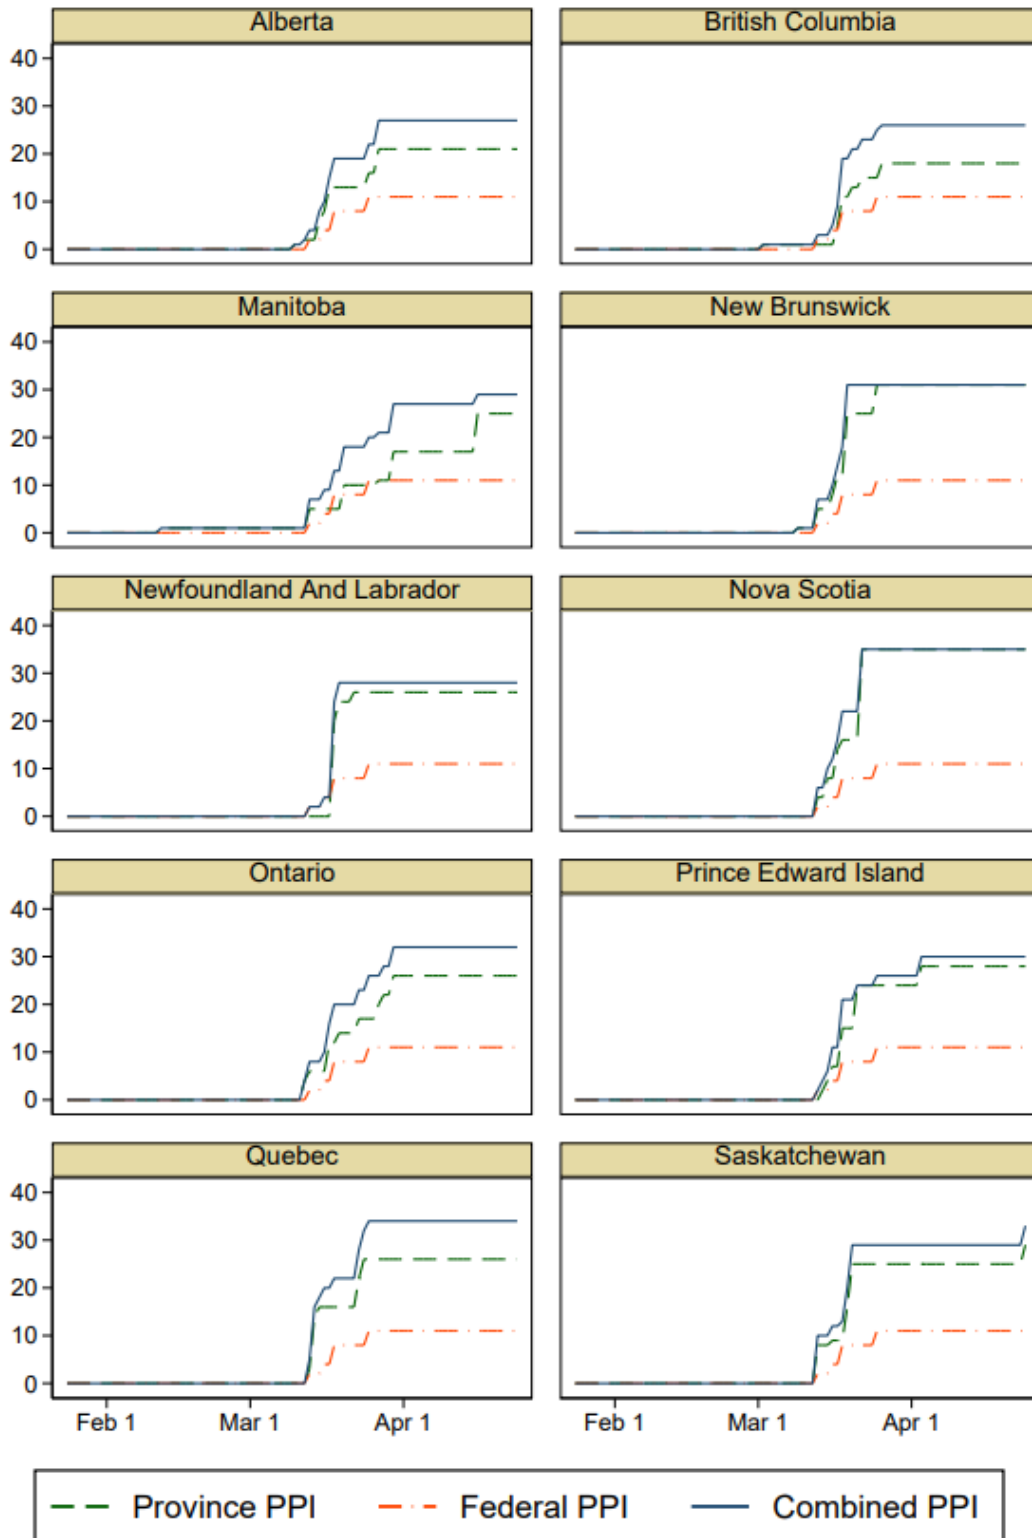 Alberta
British Columbia
40
30
20
10
0
Manitoba
New Brunswick
40
30
20
10
0
Newfoundland And Labrador
Nova Scotia
40
30
20
10
0
Ontario
Prince Edward Island
40
30
20
10
0
Quebec
Saskatchewan
40
30
20
10
0
Feb 1 Mar 1 Apr 1
Feb 1 Mar 1 Apr 1
Province PPI Federal PPI Combined PPI